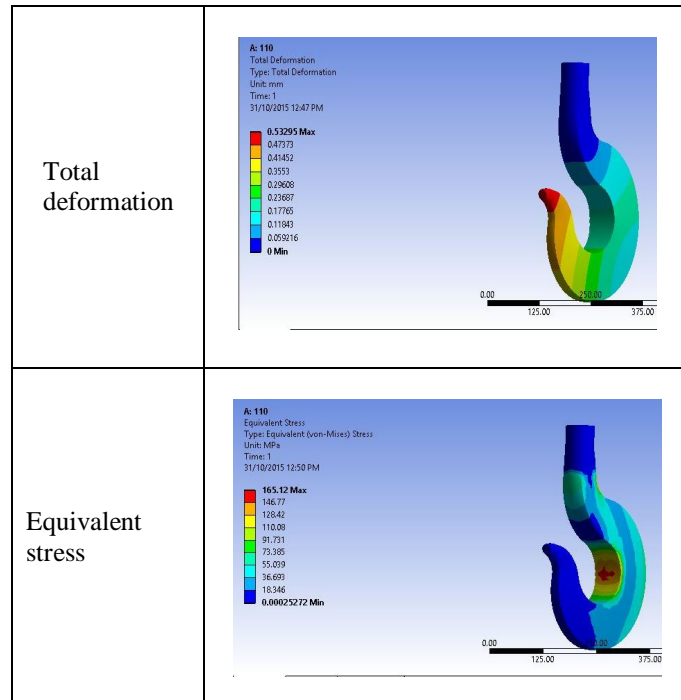 Total
deformation
A: 110
Total Deformation
Type: Total Deformation
Unit: mm
Time: 1
31/10/2015 12:47 PM
0.53295 Max
0.47373
0.41452
0.3553
0.29608
0.23687
0.17765
0.11843
0.059216
0 Min
0.00
250.00
125.00
375.00
Equivalent
stress
A: 110
Equivalent Stress
Type: Equivalent (von-Mises) Stress
Unit: MPa
Time: 1
31/10/2015 12:50 PM
165.12 Max
146.77
128.42
110.08
91.731
73.385
55.039
36.693
18.346
0.00025272 Min
0.00
125.00
375.00